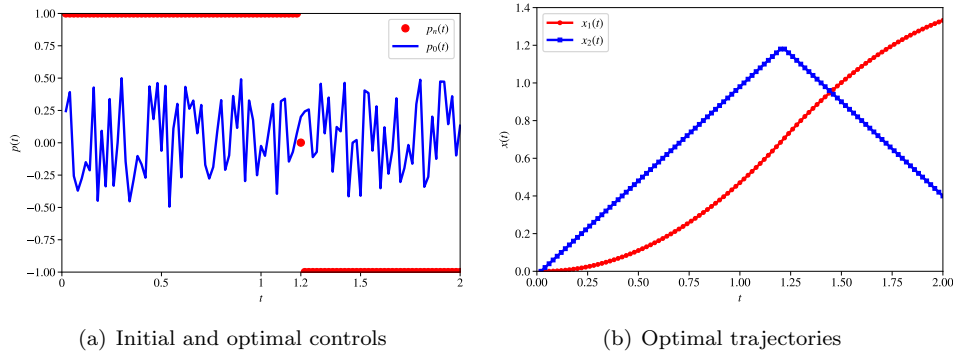 1.00
0.75
0.50
0.25
0.00
−0.25
−0.50
−0.75
−1.00
p(t)
pₙ(t)
p₀(t)
0 0.5 1 1.2 1.5 2
t
1.4
1.2
1.0
0.8
0.6
0.4
0.2
0.0
x(t)
x₁(t)
x₂(t)
0.00 0.25 0.50 0.75 1.00 1.25 1.50 1.75 2.00
t
(a) Initial and optimal controls
(b) Optimal trajectories